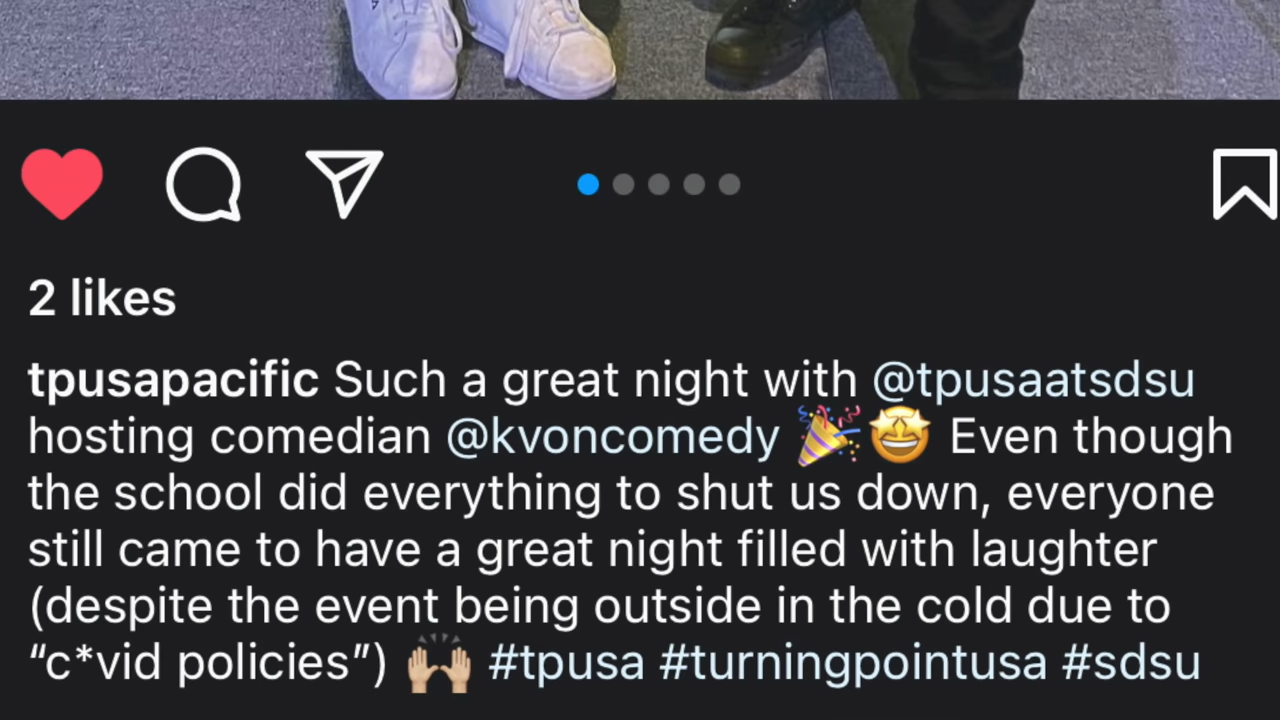 2 likes
tpusapacific Such a great night with @tpusaatsdsu
hosting comedian @kvoncomedy 🎉🤩 Even though
the school did everything to shut us down, everyone
still came to have a great night filled with laughter
(despite the event being outside in the cold due to
“c*vid policies”) 🙌🏼 #tpusa #turningpointusa #sdsu